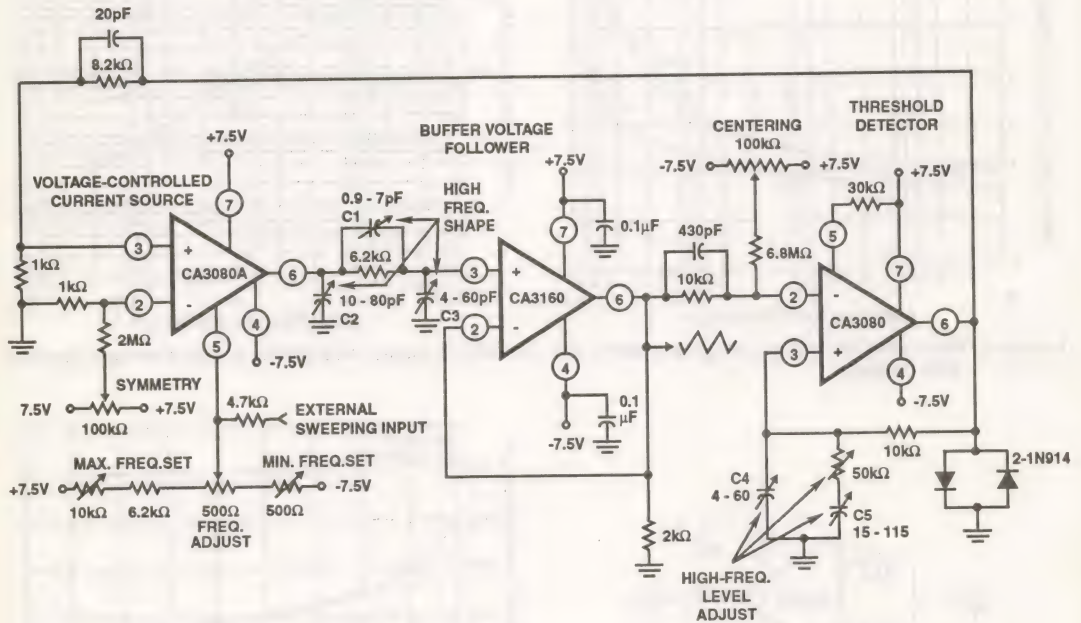 20pF
8.2kΩ
+7.5V
VOLTAGE-CONTROLLED
CURRENT SOURCE
7
3
+
CA3080A
6
1kΩ
1kΩ
2
-
5
4
-7.5V
2MΩ
SYMMETRY
7.5V
+7.5V
100kΩ
4.7kΩ
EXTERNAL
SWEEPING INPUT
MAX. FREQ.SET
MIN. FREQ.SET
+7.5V
-7.5V
10kΩ
6.2kΩ
500Ω
FREQ.
ADJUST
500Ω
0.9 - 7pF
C1
6.2kΩ
10 - 80pF
C2
HIGH
FREQ.
SHAPE
4 - 60pF
C3
BUFFER VOLTAGE
FOLLOWER
+7.5V
7
0.1µF
3
+
CA3160
6
2
-
4
0.1
µF
-7.5V
2kΩ
430pF
10kΩ
CENTERING
100kΩ
-7.5V
+7.5V
6.8MΩ
THRESHOLD
DETECTOR
+7.5V
30kΩ
5
7
2
-
CA3080
6
3
+
4
-7.5V
10kΩ
C4
4 - 60
50kΩ
C5
15 - 115
2-1N914
HIGH-FREQ.
LEVEL
ADJUST